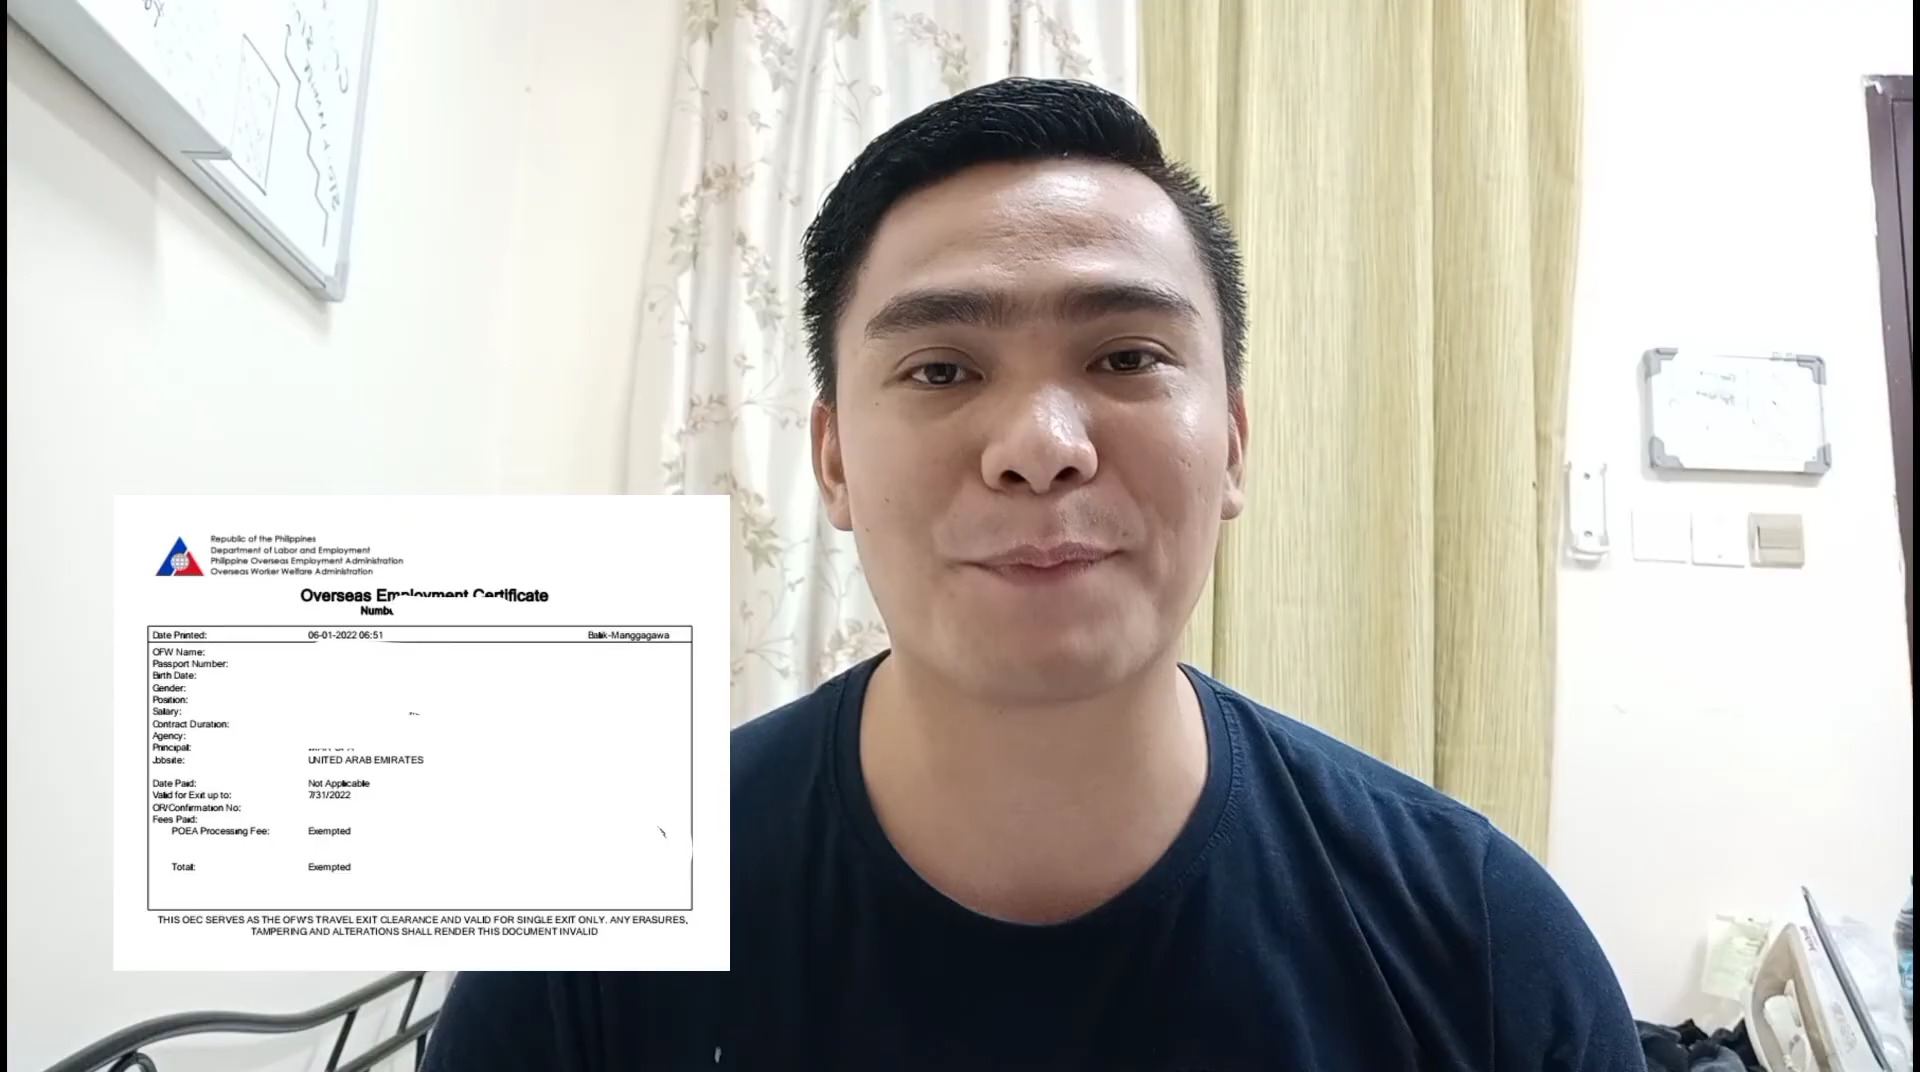 Republic of the Philippines
Department of Labor and Employment
Philippine Overseas Employment Administration
Overseas Worker Welfare Administration
Overseas Employment Certificate
Date Printed: 06-01-2022 06:51 Balik-Manggagawa
OFW Name:
Passport Number:
Birth Date:
Gender:
Position:
Salary:
Contract Duration:
Agency:
Principal:
Jobsite: UNITED ARAB EMIRATES
Date Paid: Not Applicable
Valid for Exit up to: 7/31/2022
OR/Confirmation No:
Fees Paid:
POEA Processing Fee: Exempted
Total: Exempted
THIS OEC SERVES AS THE OFW'S TRAVEL EXIT CLEARANCE AND VALID FOR SINGLE EXIT ONLY. ANY ERASURES,
TAMPERING AND ALTERATIONS SHALL RENDER THIS DOCUMENT INVALID